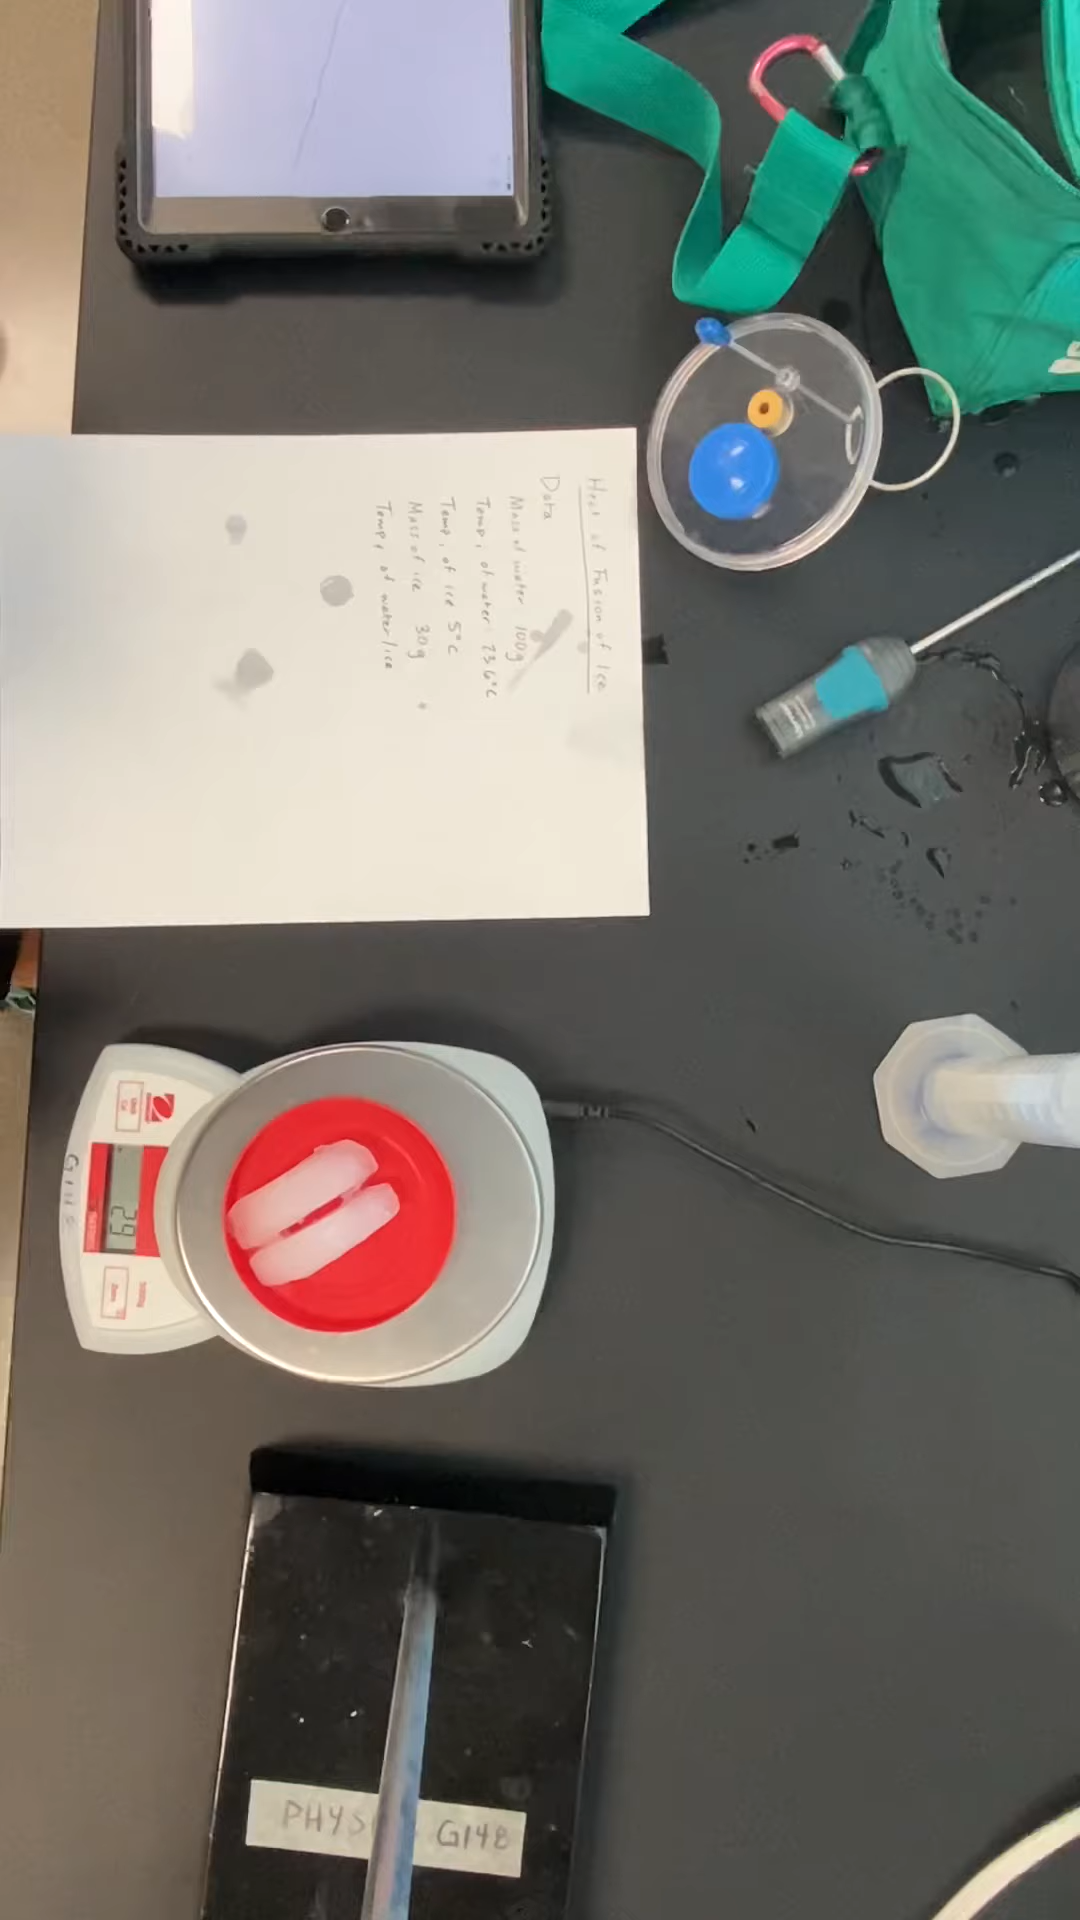 Heat of Fusion of Ice
Data
Mass of water 100g
Temp, of water: 23.6°C
Temp, of ice 5°C
Mass of ice 30g
Temp, of water/ice
G148
29
PHYS G148